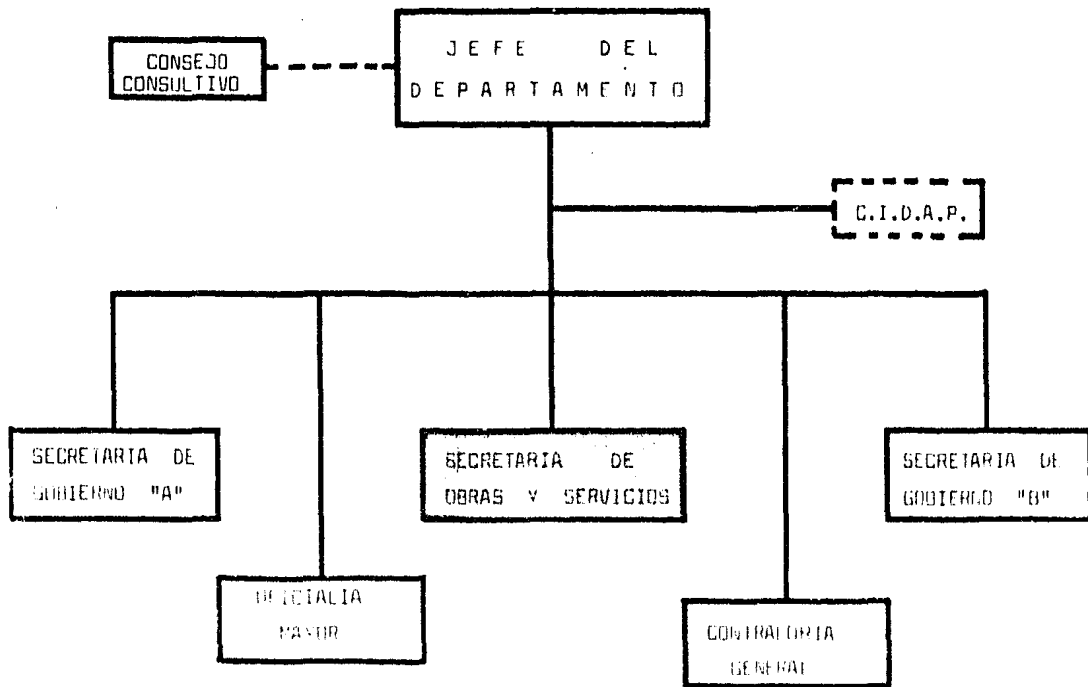 JEFE DEL
DEPARTAMENTO
CONSEJO
CONSULTIVO
C.I.D.A.P.
SECRETARIA DE
GOBIERNO "A"
SECRETARIA DE
OBRAS Y SERVICIOS
SECRETARIA DE
GOBIERNO "B"
OFICIALIA
MAYOR
CONTRALORIA
GENERAL